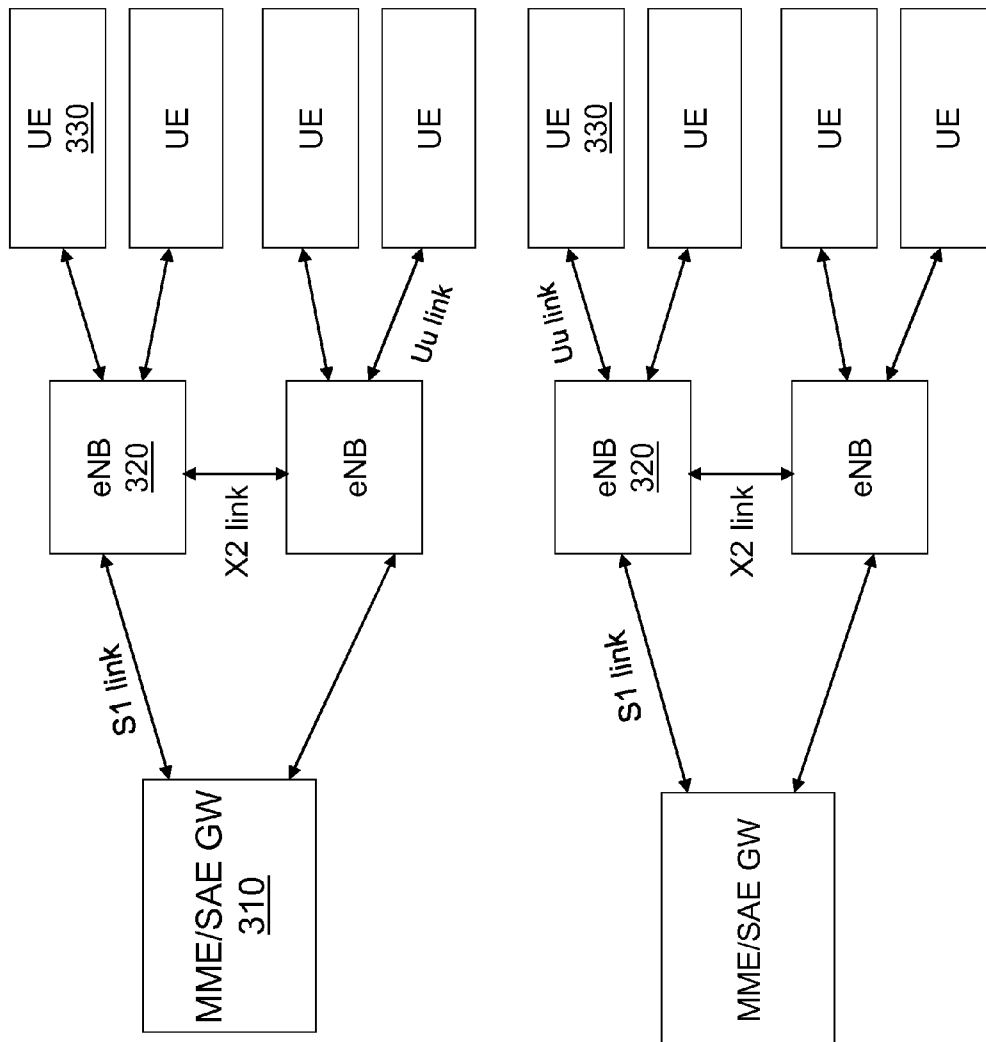 UE
330
UE
UE
UE
UE
330
UE
UE
UE
Uu link
Uu link
eNB
320
eNB
eNB
320
eNB
X2 link
X2 link
S1 link
S1 link
MME/SAE GW
310
MME/SAE GW